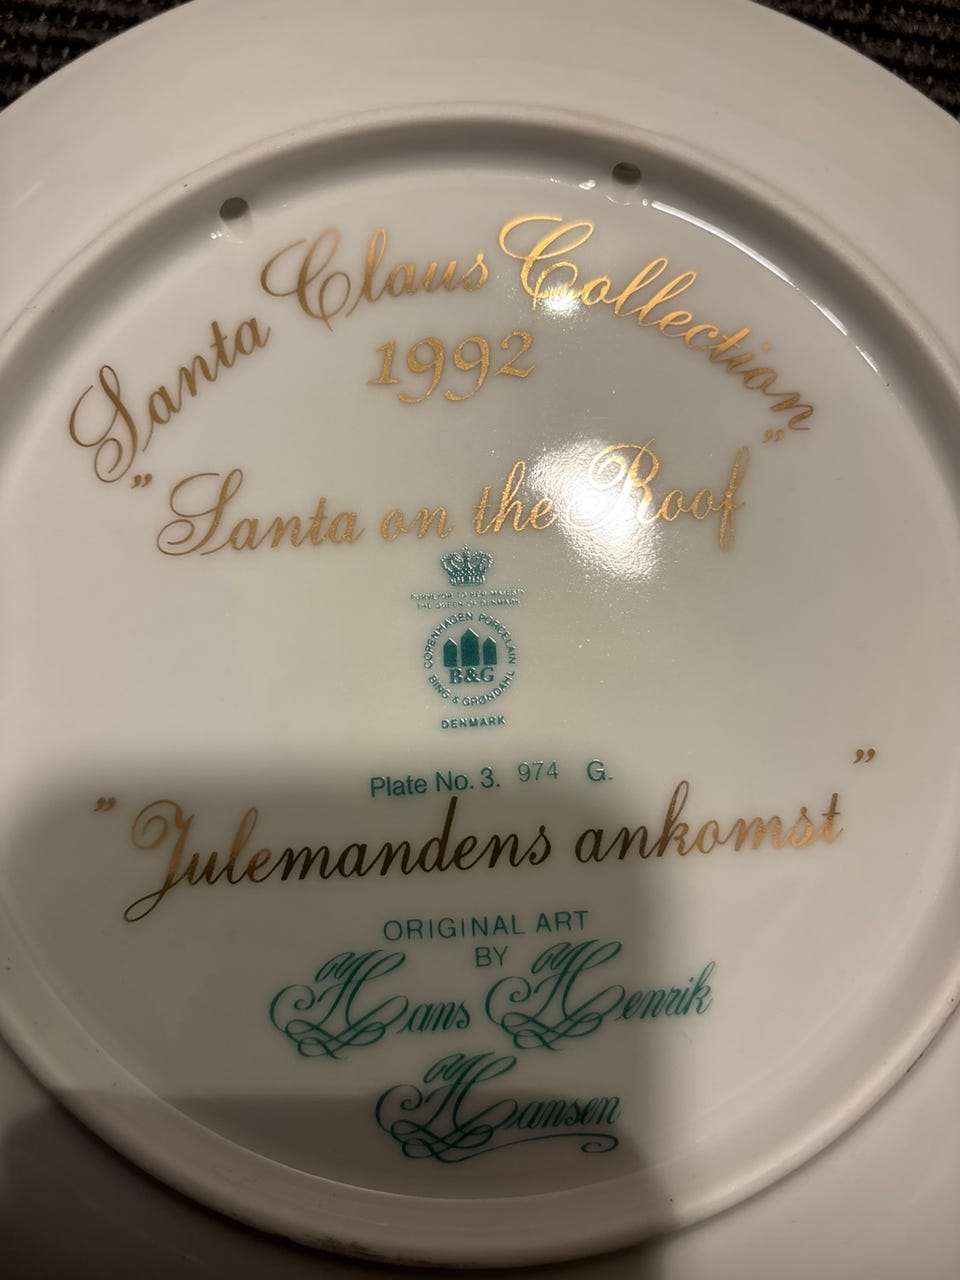 Santa Claus Collection
1992
"Santa on the Roof"
PURVEYOR TO HER MAJESTY
THE QUEEN OF DENMARK
COPENHAGEN PORCELAIN
B&G
BING & GRØNDAHL
DENMARK
Plate No. 3. 974 G.
"Julemandens ankomst"
ORIGINAL ART
BY
Hans Henrik
Hansen